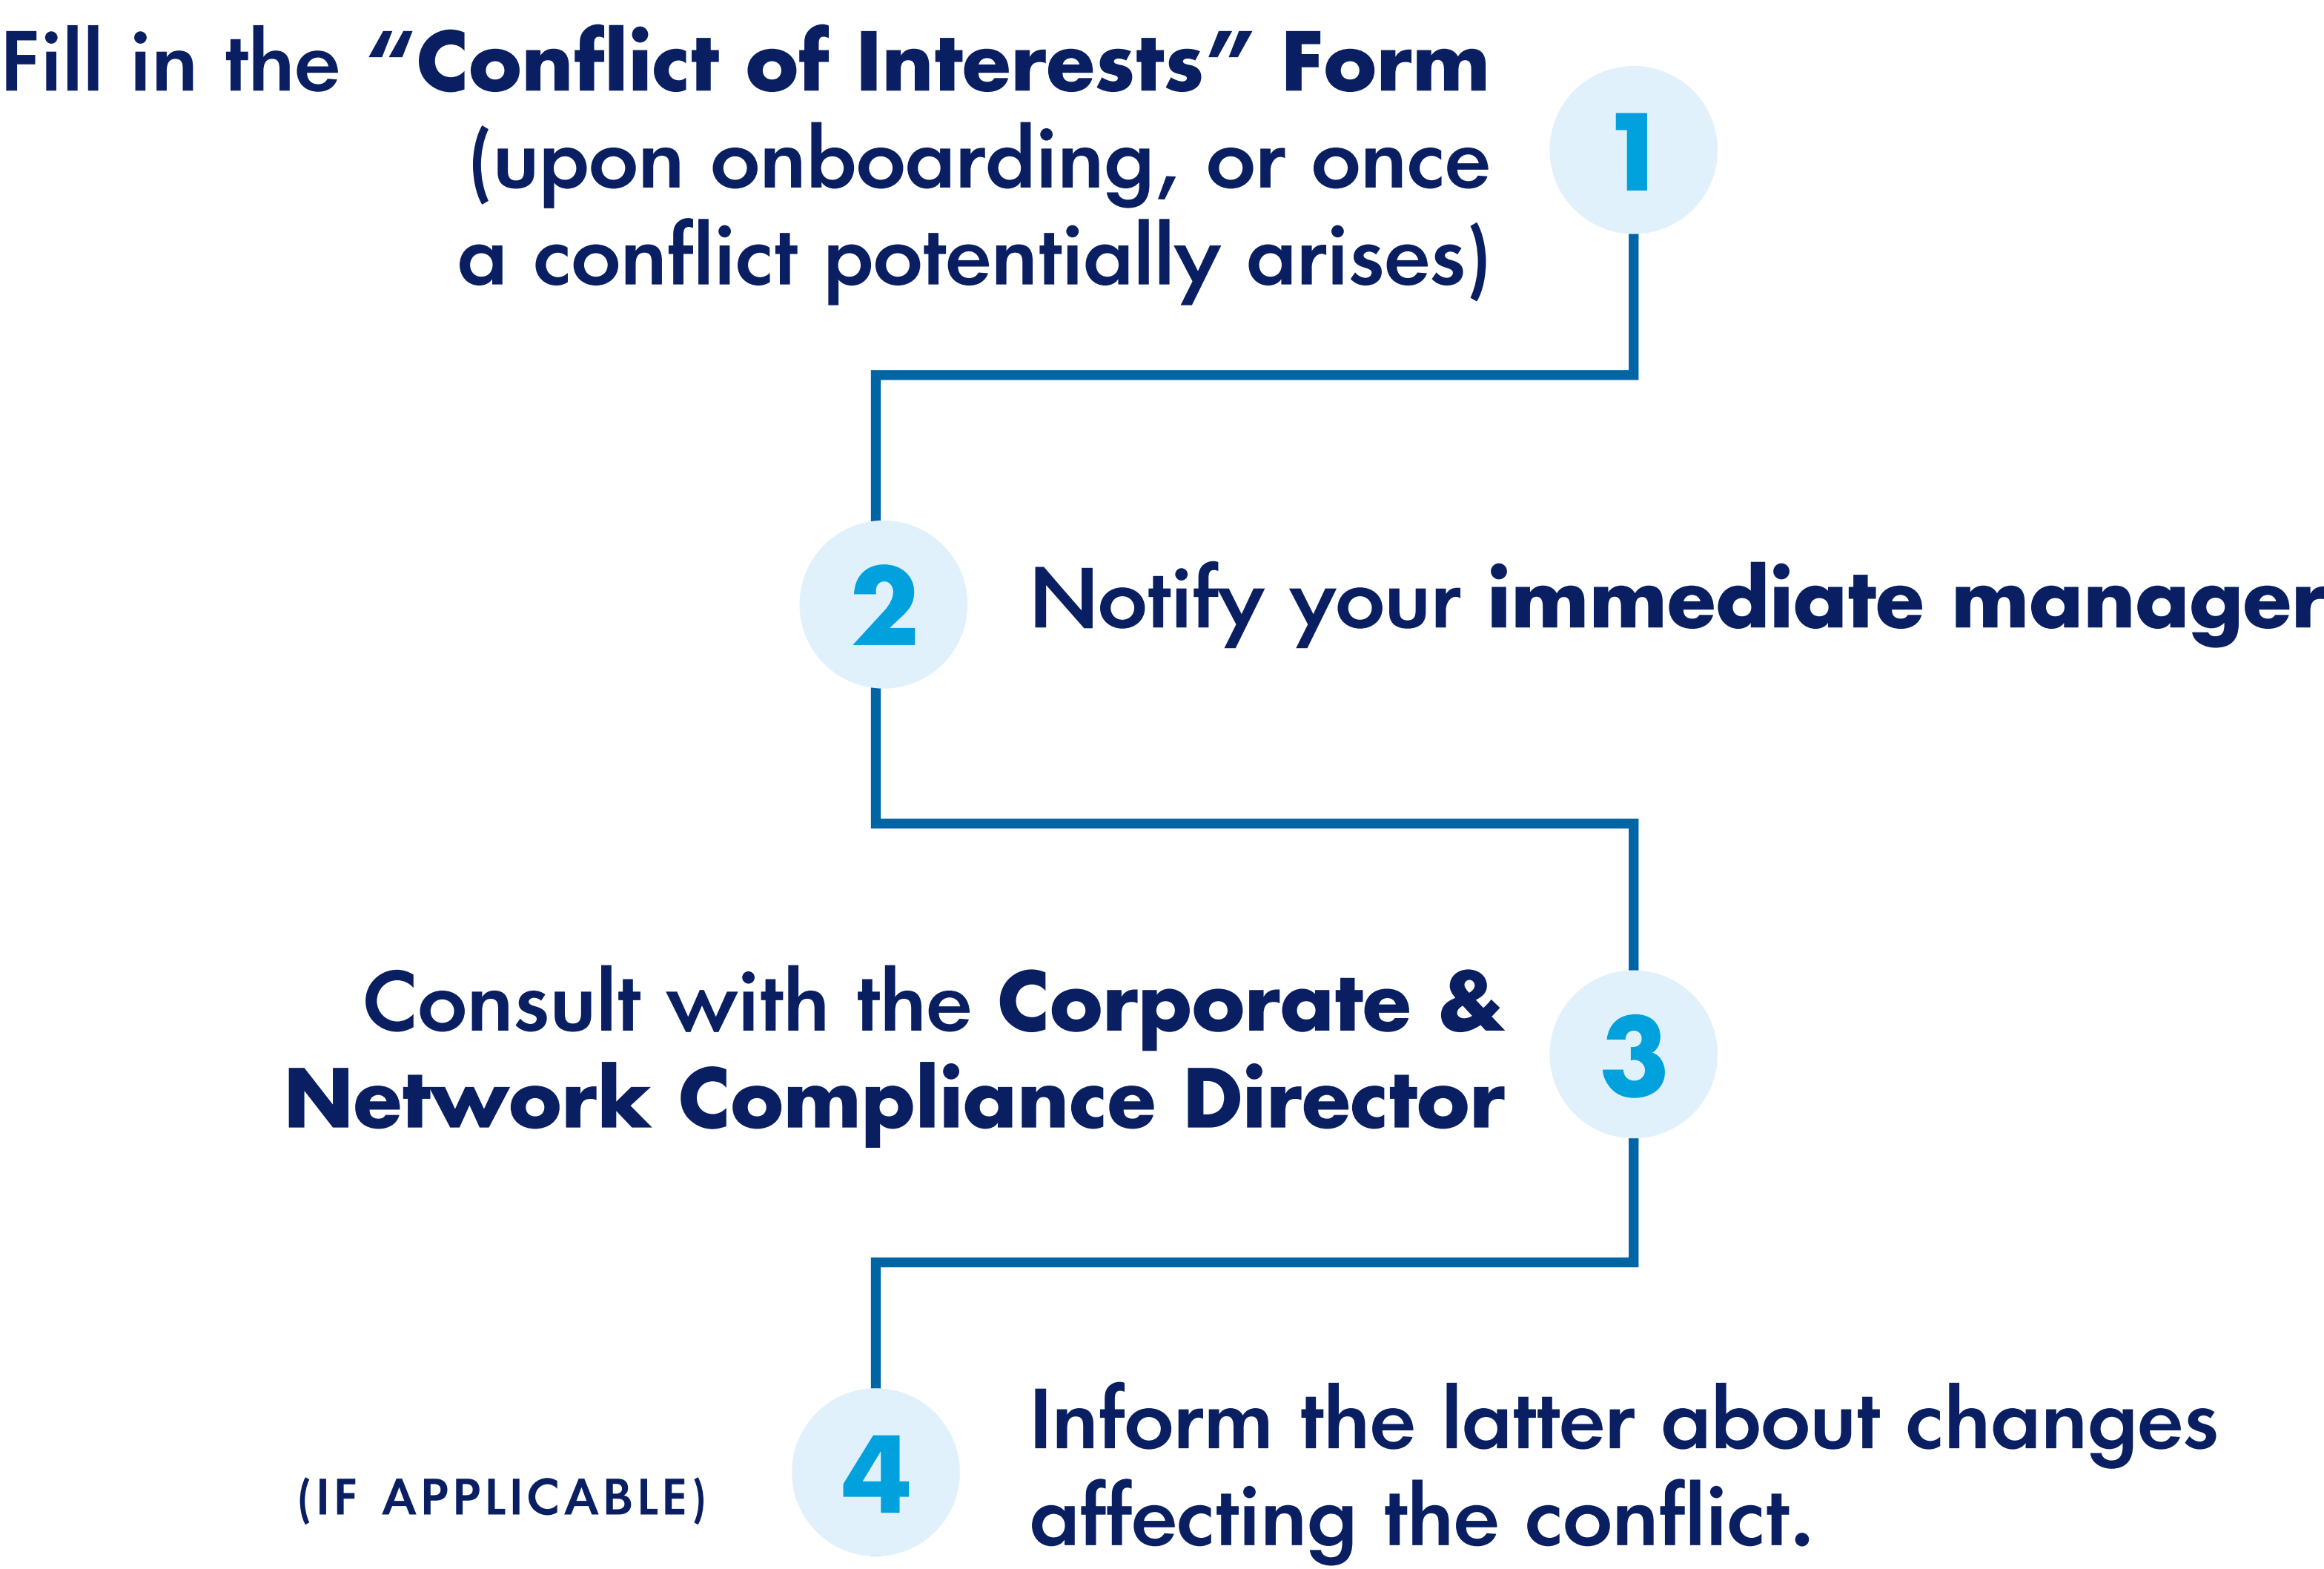 Fill in the “Conflict of Interests” Form
(upon onboarding, or once
a conflict potentially arises)
1
2
Notify your immediate manager
Consult with the Corporate &
Network Compliance Director
3
(IF APPLICABLE)
4
Inform the latter about changes
affecting the conflict.